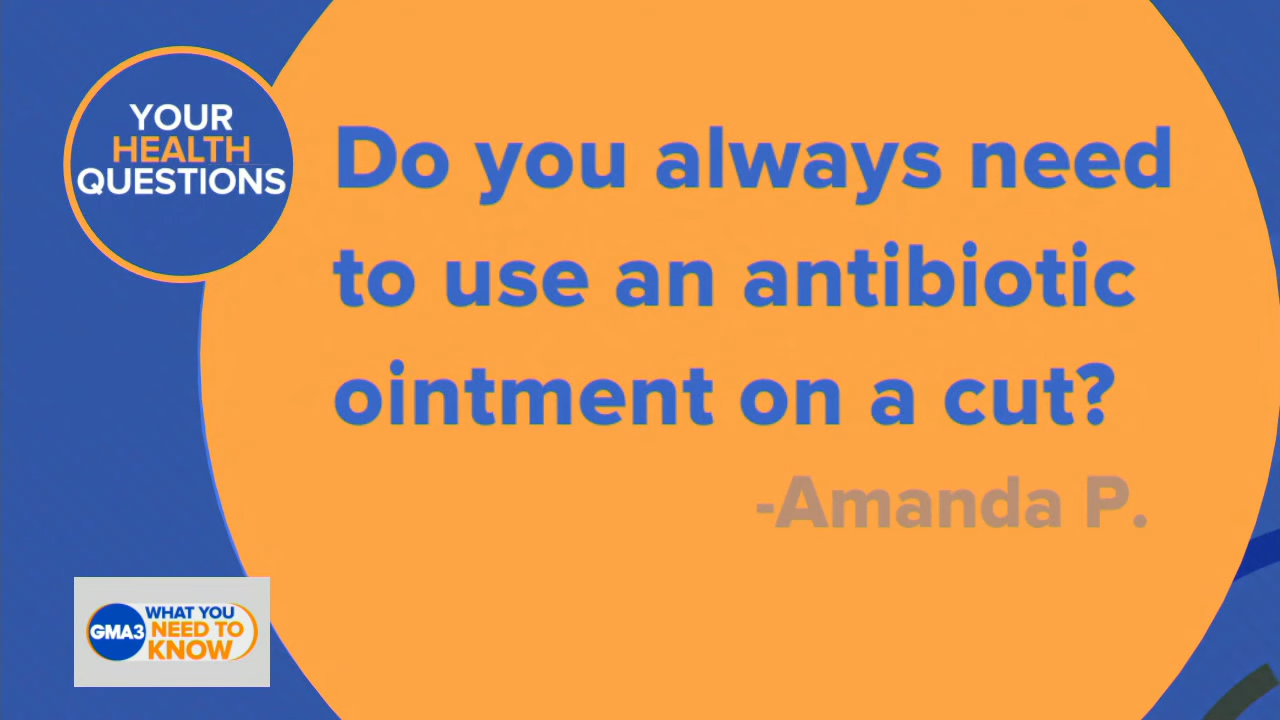 YOUR
HEALTH
QUESTIONS
Do you always need
to use an antibiotic
ointment on a cut?
-Amanda P.
GMA3
WHAT YOU
NEED TO
KNOW